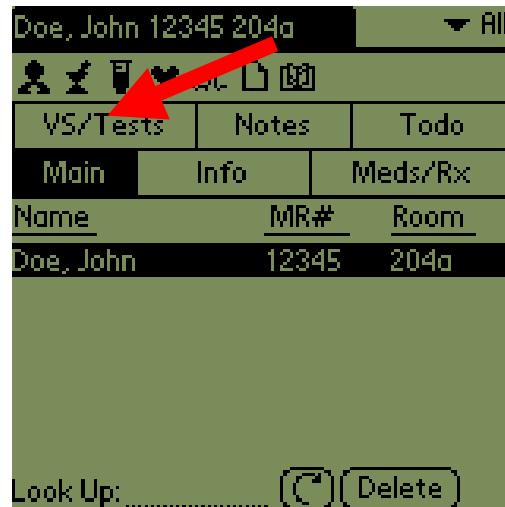 Doe, John 12345 204a All
VS/Tests Notes Todo
Main Info Meds/Rx
Name MR# Room
Doe, John 12345 204a
Look Up: Delete